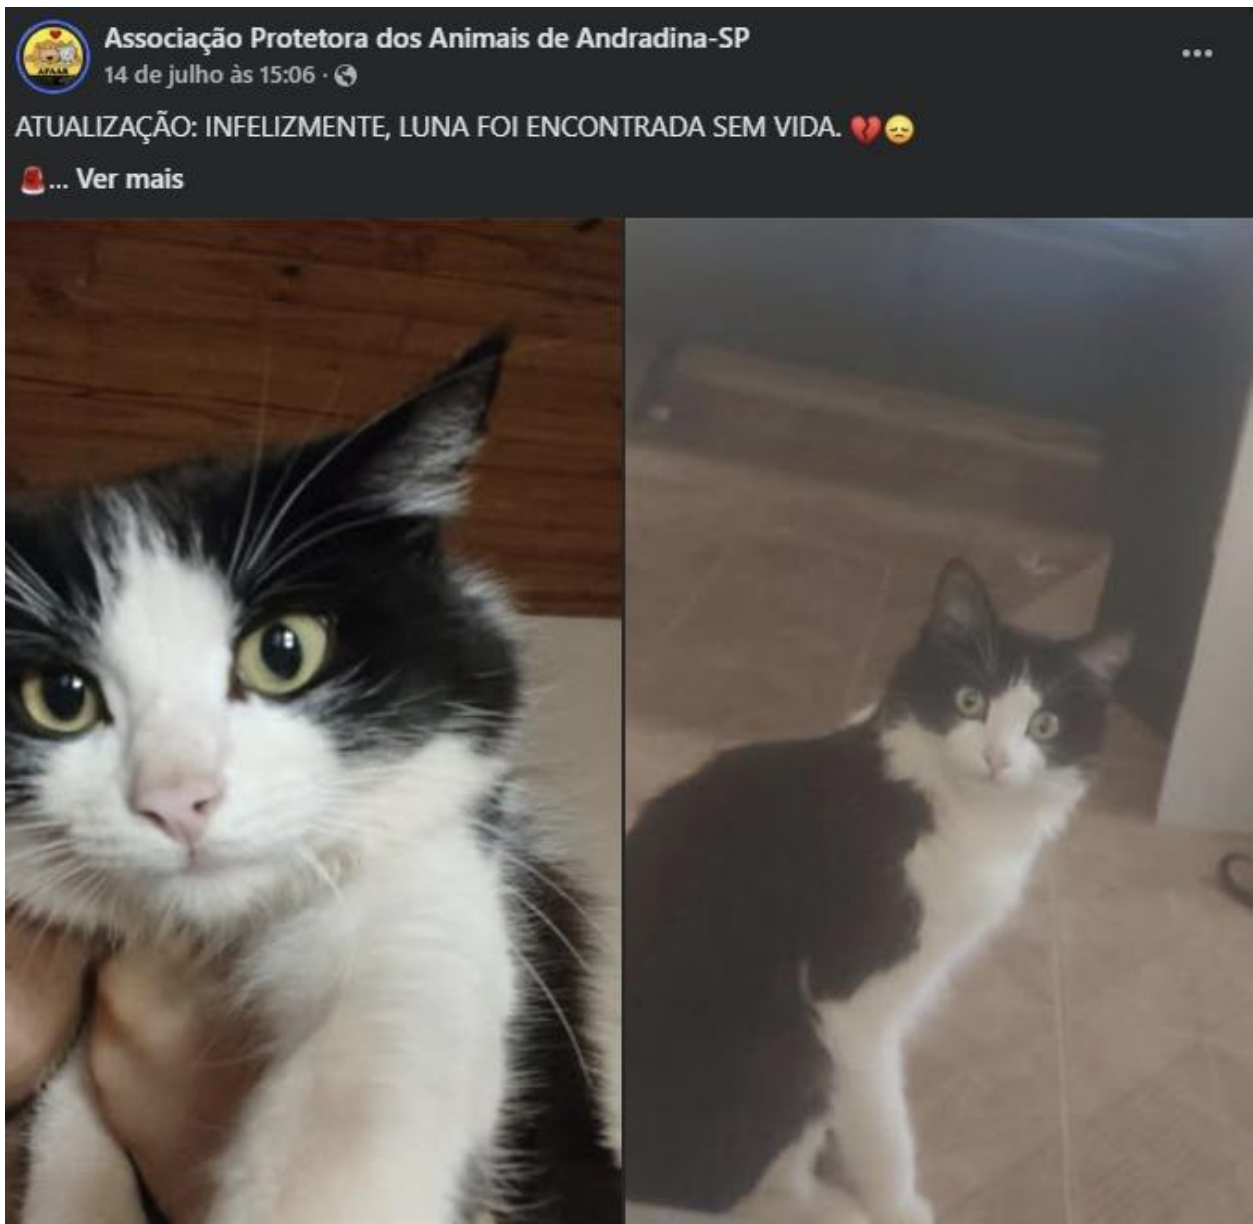 Associação Protetora dos Animais de Andradina-SP
14 de julho às 15:06 ·
ATUALIZAÇÃO: INFELIZMENTE, LUNA FOI ENCONTRADA SEM VIDA. 💔😞
🚨... Ver mais